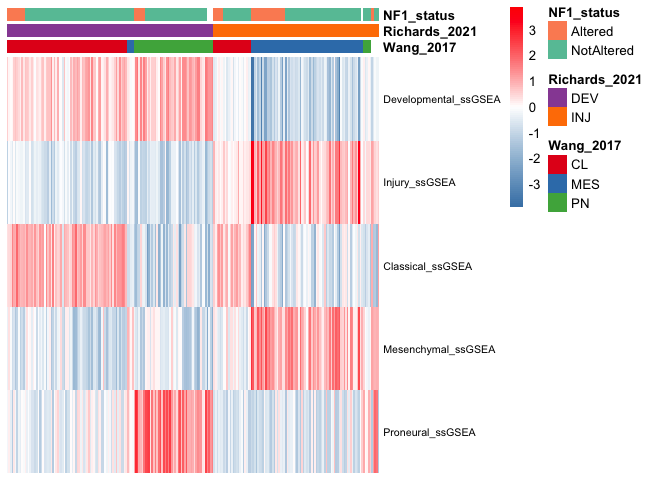 NF1_status
Richards_2021
Wang_2017
Developmental_ssGSEA
Injury_ssGSEA
Classical_ssGSEA
Mesenchymal_ssGSEA
Proneural_ssGSEA
3
2
1
0
-1
-2
-3
NF1_status
Altered
NotAltered
Richards_2021
DEV
INJ
Wang_2017
CL
MES
PN